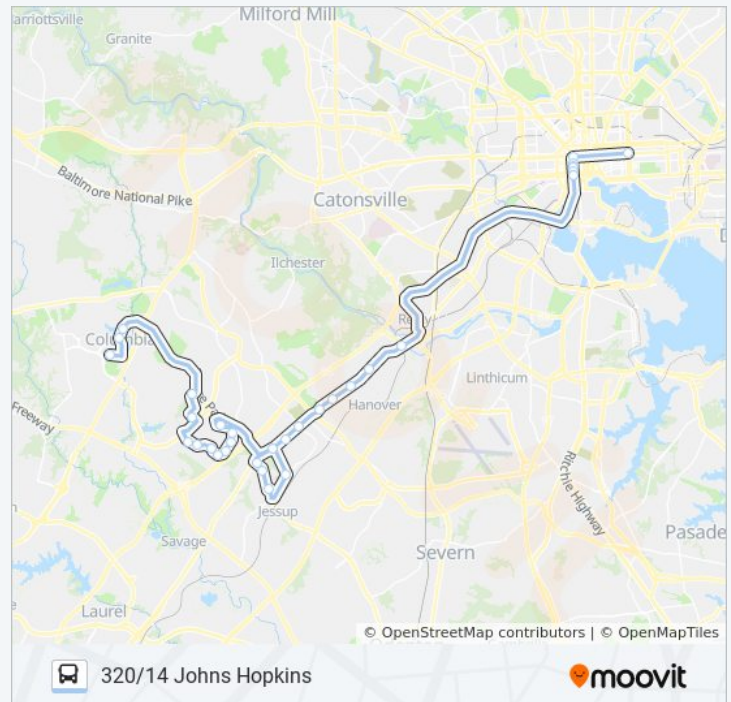 Milford Mill
arriottsville
Granite
Baltimore National Pike
Catonsville
Ilchester
Columbia
Linthicum
Hanover
Freeway
Ritchie Highway
Jessup
Savage
Pasade
Severn
Laurel
© OpenStreetMap contributors | © OpenMapTiles
320/14 Johns Hopkins
moovit